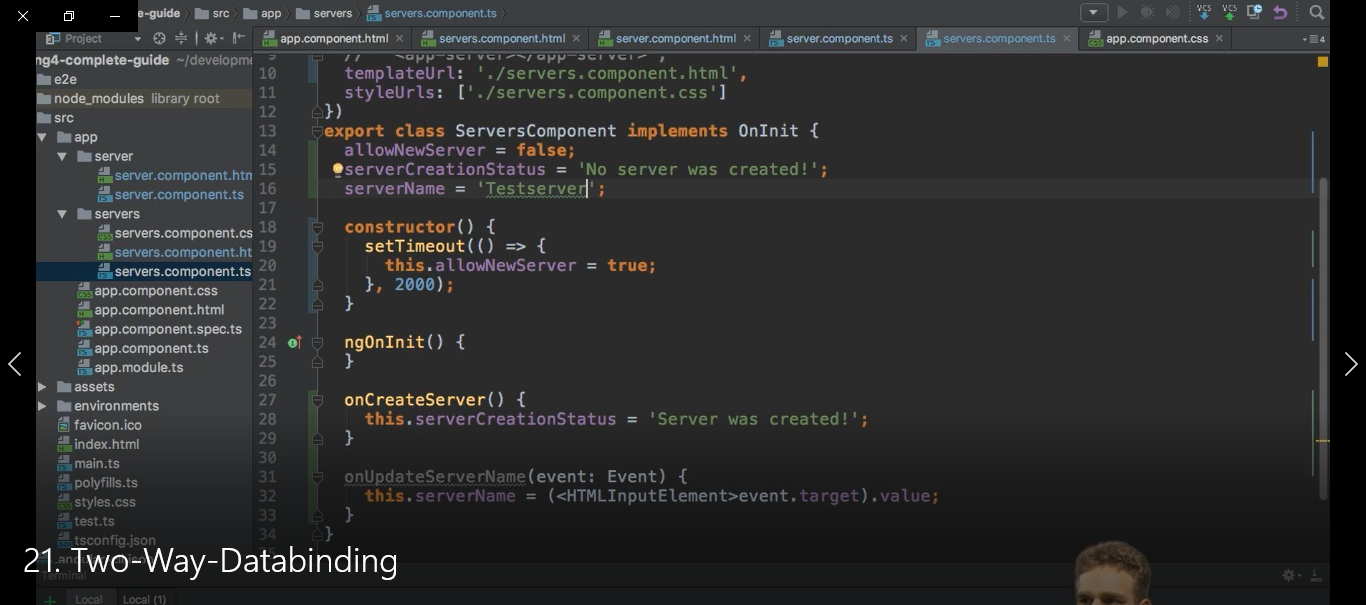 e-guide src app servers servers.component.ts
VCS VCS
Project
app.component.html servers.component.html server.component.html server.component.ts servers.component.ts app.component.css 4
ng4-complete-guide ~/developme
e2e
node_modules library root
src
app
server
server.component.htm
server.component.ts
servers
servers.component.cs
servers.component.ht
servers.component.ts
app.component.css
app.component.html
app.component.spec.ts
app.component.ts
app.module.ts
assets
environments
favicon.ico
index.html
main.ts
polyfills.ts
styles.css
test.ts
tsconfig.json
9 // <app-server></app-server>`,
10 templateUrl: './servers.component.html',
11 styleUrls: ['./servers.component.css']
12 })
13 export class ServersComponent implements OnInit {
14 allowNewServer = false;
15 serverCreationStatus = 'No server was created!';
16 serverName = 'Testserver';
17
18 constructor() {
19 setTimeout(() => {
20 this.allowNewServer = true;
21 }, 2000);
22 }
23
24 ngOnInit() {
25 }
26
27 onCreateServer() {
28 this.serverCreationStatus = 'Server was created!';
29 }
30
31 onUpdateServerName(event: Event) {
32 this.serverName = (<HTMLInputElement>event.target).value;
33 }
34 }
21. Two-Way-Databinding
Terminal
Local Local (1)